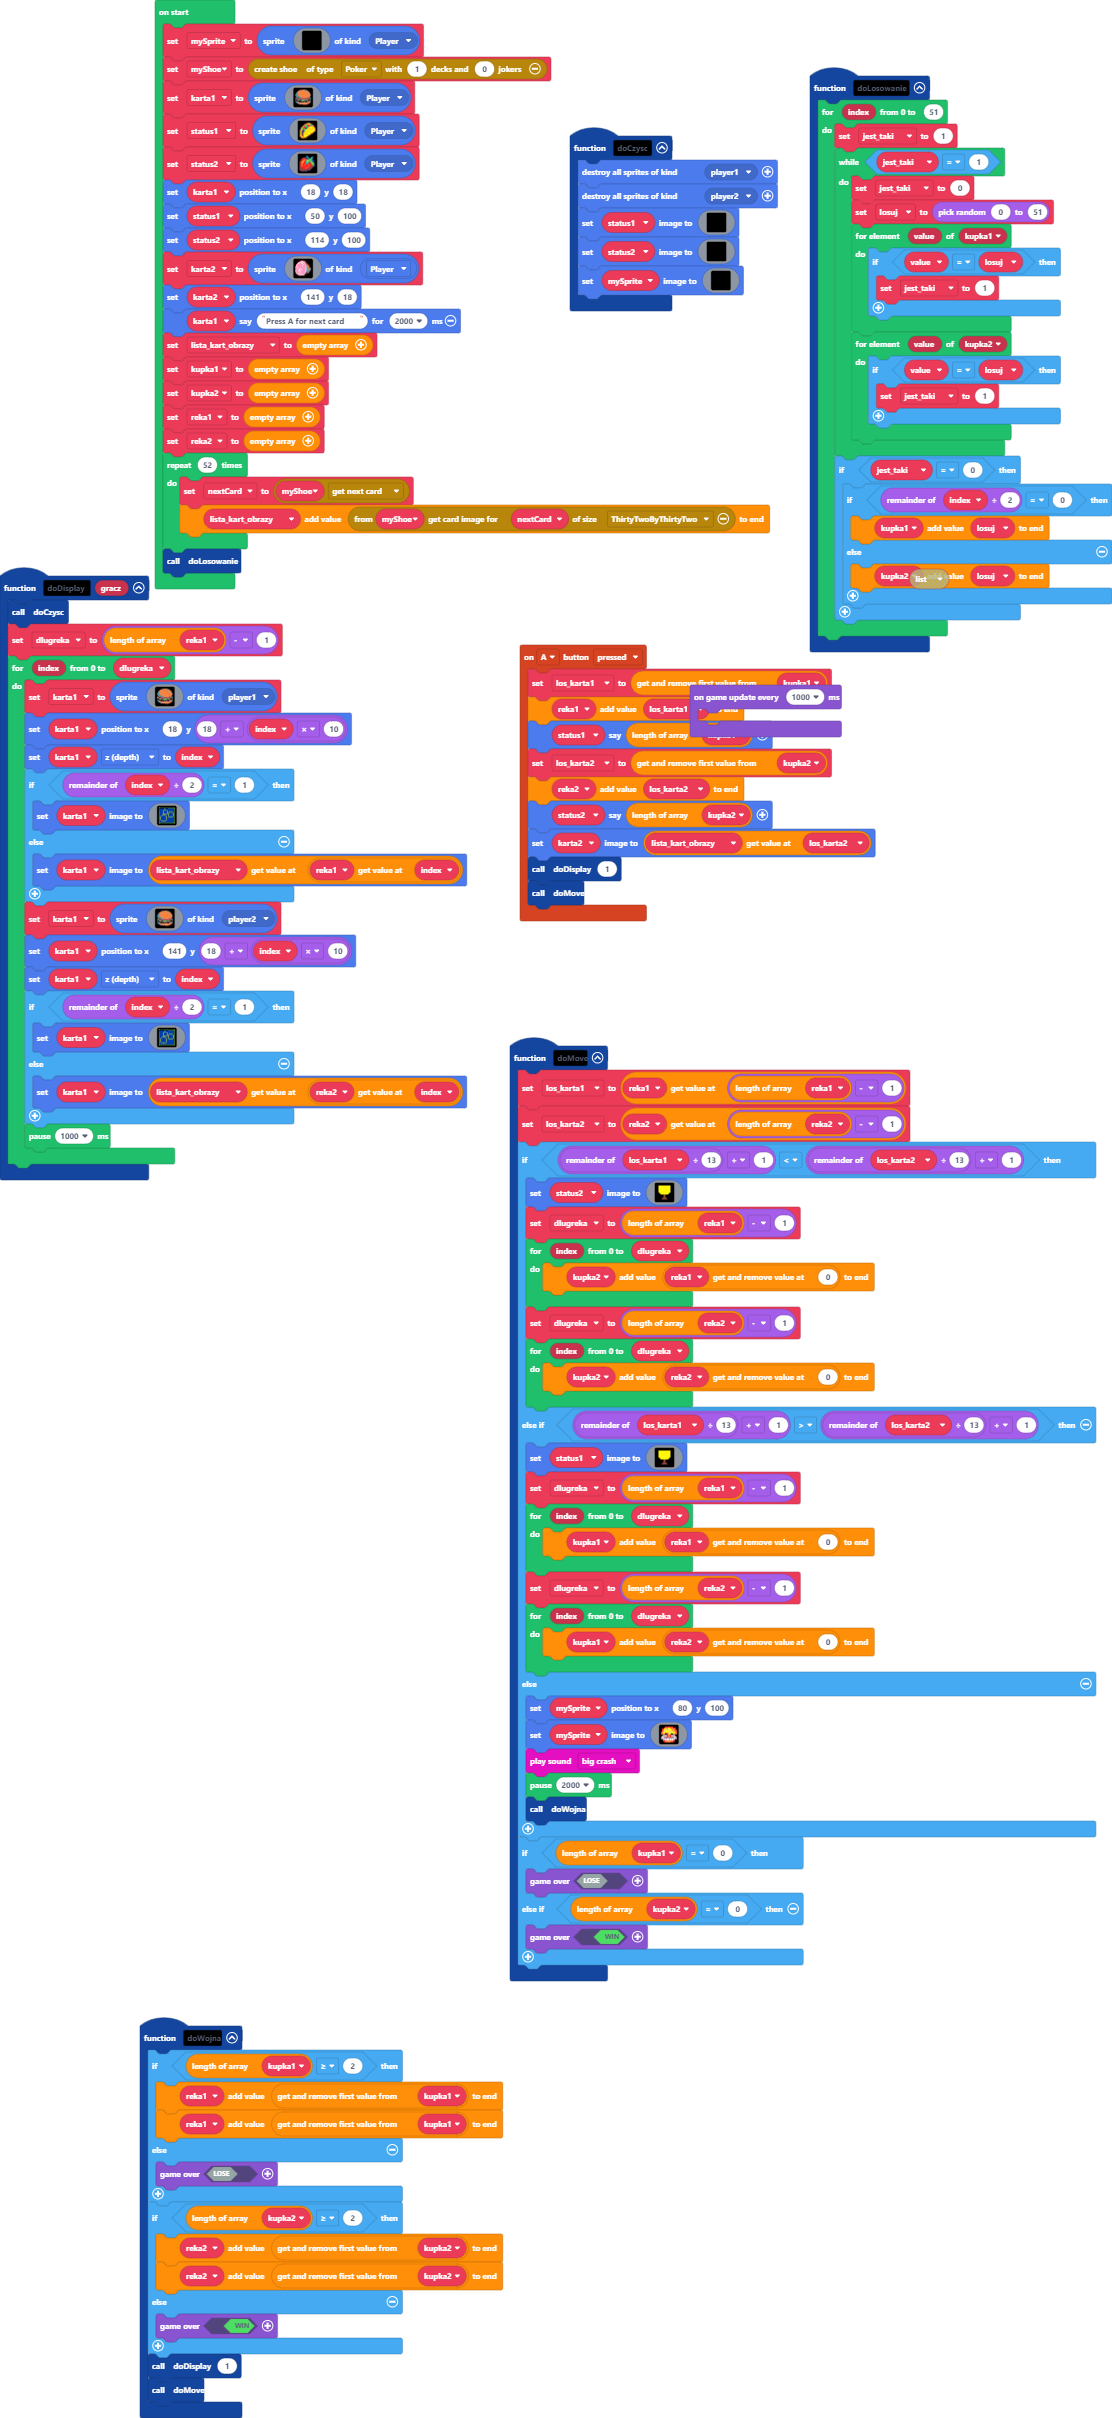 on start
set mySprite to sprite of kind Player
set myShoe to create shoe of type Poker with 1 decks and 0 jokers
set karta1 to sprite of kind Player
set status1 to sprite of kind Player
set status2 to sprite of kind Player
set karta1 position to x 18 y 18
set status1 position to x 50 y 100
set status2 position to x 114 y 100
set karta2 to sprite of kind Player
set karta2 position to x 141 y 18
karta1 say "Press A for next card" for 2000 ms
set lista_kart_obrazy to empty array
set kupka1 to empty array
set kupka2 to empty array
set reka1 to empty array
set reka2 to empty array
repeat 52 times
do
set nextCard to myShoe get next card
lista_kart_obrazy add value from myShoe get card image for nextCard of size ThirtyTwoByThirtyTwo to end
call doLosowanie
function doCzysc
destroy all sprites of kind player1
destroy all sprites of kind player2
set status1 image to
set status2 image to
set mySprite image to
function doLosowanie
for index from 0 to 51
do
set jest_taki to 1
while jest_taki = 1
do
set jest_taki to 0
set losuj to pick random 0 to 51
for element value of kupka1
do
if value = losuj then
set jest_taki to 1
for element value of kupka2
do
if value = losuj then
set jest_taki to 1
if jest_taki = 0 then
if remainder of index ÷ 2 = 0 then
kupka1 add value losuj to end
else
kupka2 list value losuj to end
function doDisplay gracz
call doCzysc
set dlugreka to length of array reka1 - 1
for index from 0 to dlugreka
do
set karta1 to sprite of kind player1
set karta1 position to x 18 y 18 + index × 10
set karta1 z (depth) to index
if remainder of index ÷ 2 = 1 then
set karta1 image to
else
set karta1 image to lista_kart_obrazy get value at reka1 get value at index
set karta1 to sprite of kind player2
set karta1 position to x 141 y 18 + index × 10
set karta1 z (depth) to index
if remainder of index ÷ 2 = 1 then
set karta1 image to
else
set karta1 image to lista_kart_obrazy get value at reka2 get value at index
pause 1000 ms
on A button pressed
set los_karta1 to get and remove first value from kupka1
on game update every 1000 ms
reka1 add value los_karta1 to end
status1 say length of array
set los_karta2 to get and remove first value from kupka2
reka2 add value los_karta2 to end
status2 say length of array kupka2
set karta2 image to lista_kart_obrazy get value at los_karta2
call doDisplay 1
call doMove
function doMove
set los_karta1 to reka1 get value at length of array reka1 - 1
set los_karta2 to reka2 get value at length of array reka2 - 1
if remainder of los_karta1 ÷ 13 + 1 < remainder of los_karta2 ÷ 13 + 1 then
set status2 image to
set dlugreka to length of array reka1 - 1
for index from 0 to dlugreka
do
kupka2 add value reka1 get and remove value at 0 to end
set dlugreka to length of array reka2 - 1
for index from 0 to dlugreka
do
kupka2 add value reka2 get and remove value at 0 to end
else if remainder of los_karta1 ÷ 13 + 1 > remainder of los_karta2 ÷ 13 + 1 then
set status1 image to
set dlugreka to length of array reka1 - 1
for index from 0 to dlugreka
do
kupka1 add value reka1 get and remove value at 0 to end
set dlugreka to length of array reka2 - 1
for index from 0 to dlugreka
do
kupka1 add value reka2 get and remove value at 0 to end
else
set mySprite position to x 80 y 100
set mySprite image to
play sound big crash
pause 2000 ms
call doWojna
if length of array kupka1 = 0 then
game over LOSE
else if length of array kupka2 = 0 then
game over WIN
function doWojna
if length of array kupka1 ≥ 2 then
reka1 add value get and remove first value from kupka1 to end
reka1 add value get and remove first value from kupka1 to end
else
game over LOSE
if length of array kupka2 ≥ 2 then
reka2 add value get and remove first value from kupka2 to end
reka2 add value get and remove first value from kupka2 to end
else
game over WIN
call doDisplay 1
call doMove